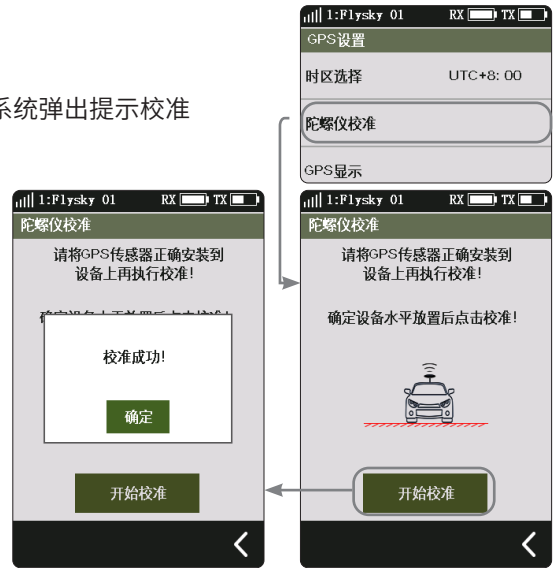 1:Flysky 01 RX TX
GPS设置
时区选择 UTC+8: 00
陀螺仪校准
GPS显示
系统弹出提示校准
1:Flysky 01 RX TX
陀螺仪校准
请将GPS传感器正确安装到
设备上再执行校准!
校准成功!
确定
开始校准
1:Flysky 01 RX TX
陀螺仪校准
请将GPS传感器正确安装到
设备上再执行校准!
确定设备水平放置后点击校准!
开始校准